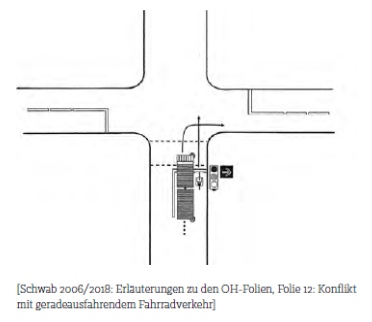 [Schwab 2006/2018: Erläuterungen zu den OH-Folien, Folie 12: Konflikt
mit geradeausfahrendem Fahrradverkehr]